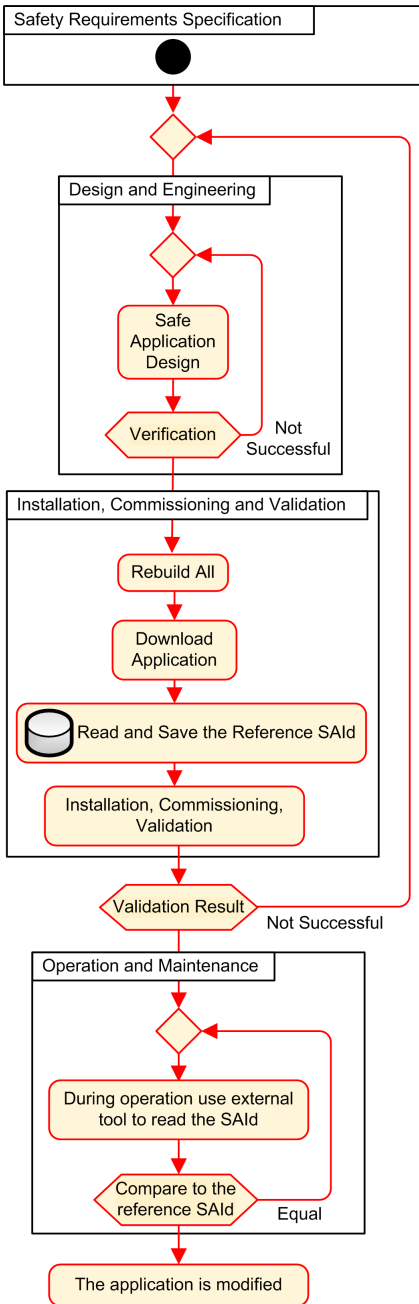 Safety Requirements Specification
Design and Engineering
Safe
Application
Design
Verification
Not
Successful
Installation, Commissioning and Validation
Rebuild All
Download
Application
Read and Save the Reference SAId
Installation, Commissioning,
Validation
Validation Result
Not Successful
Operation and Maintenance
During operation use external
tool to read the SAId
Compare to the
reference SAId
Equal
The application is modified